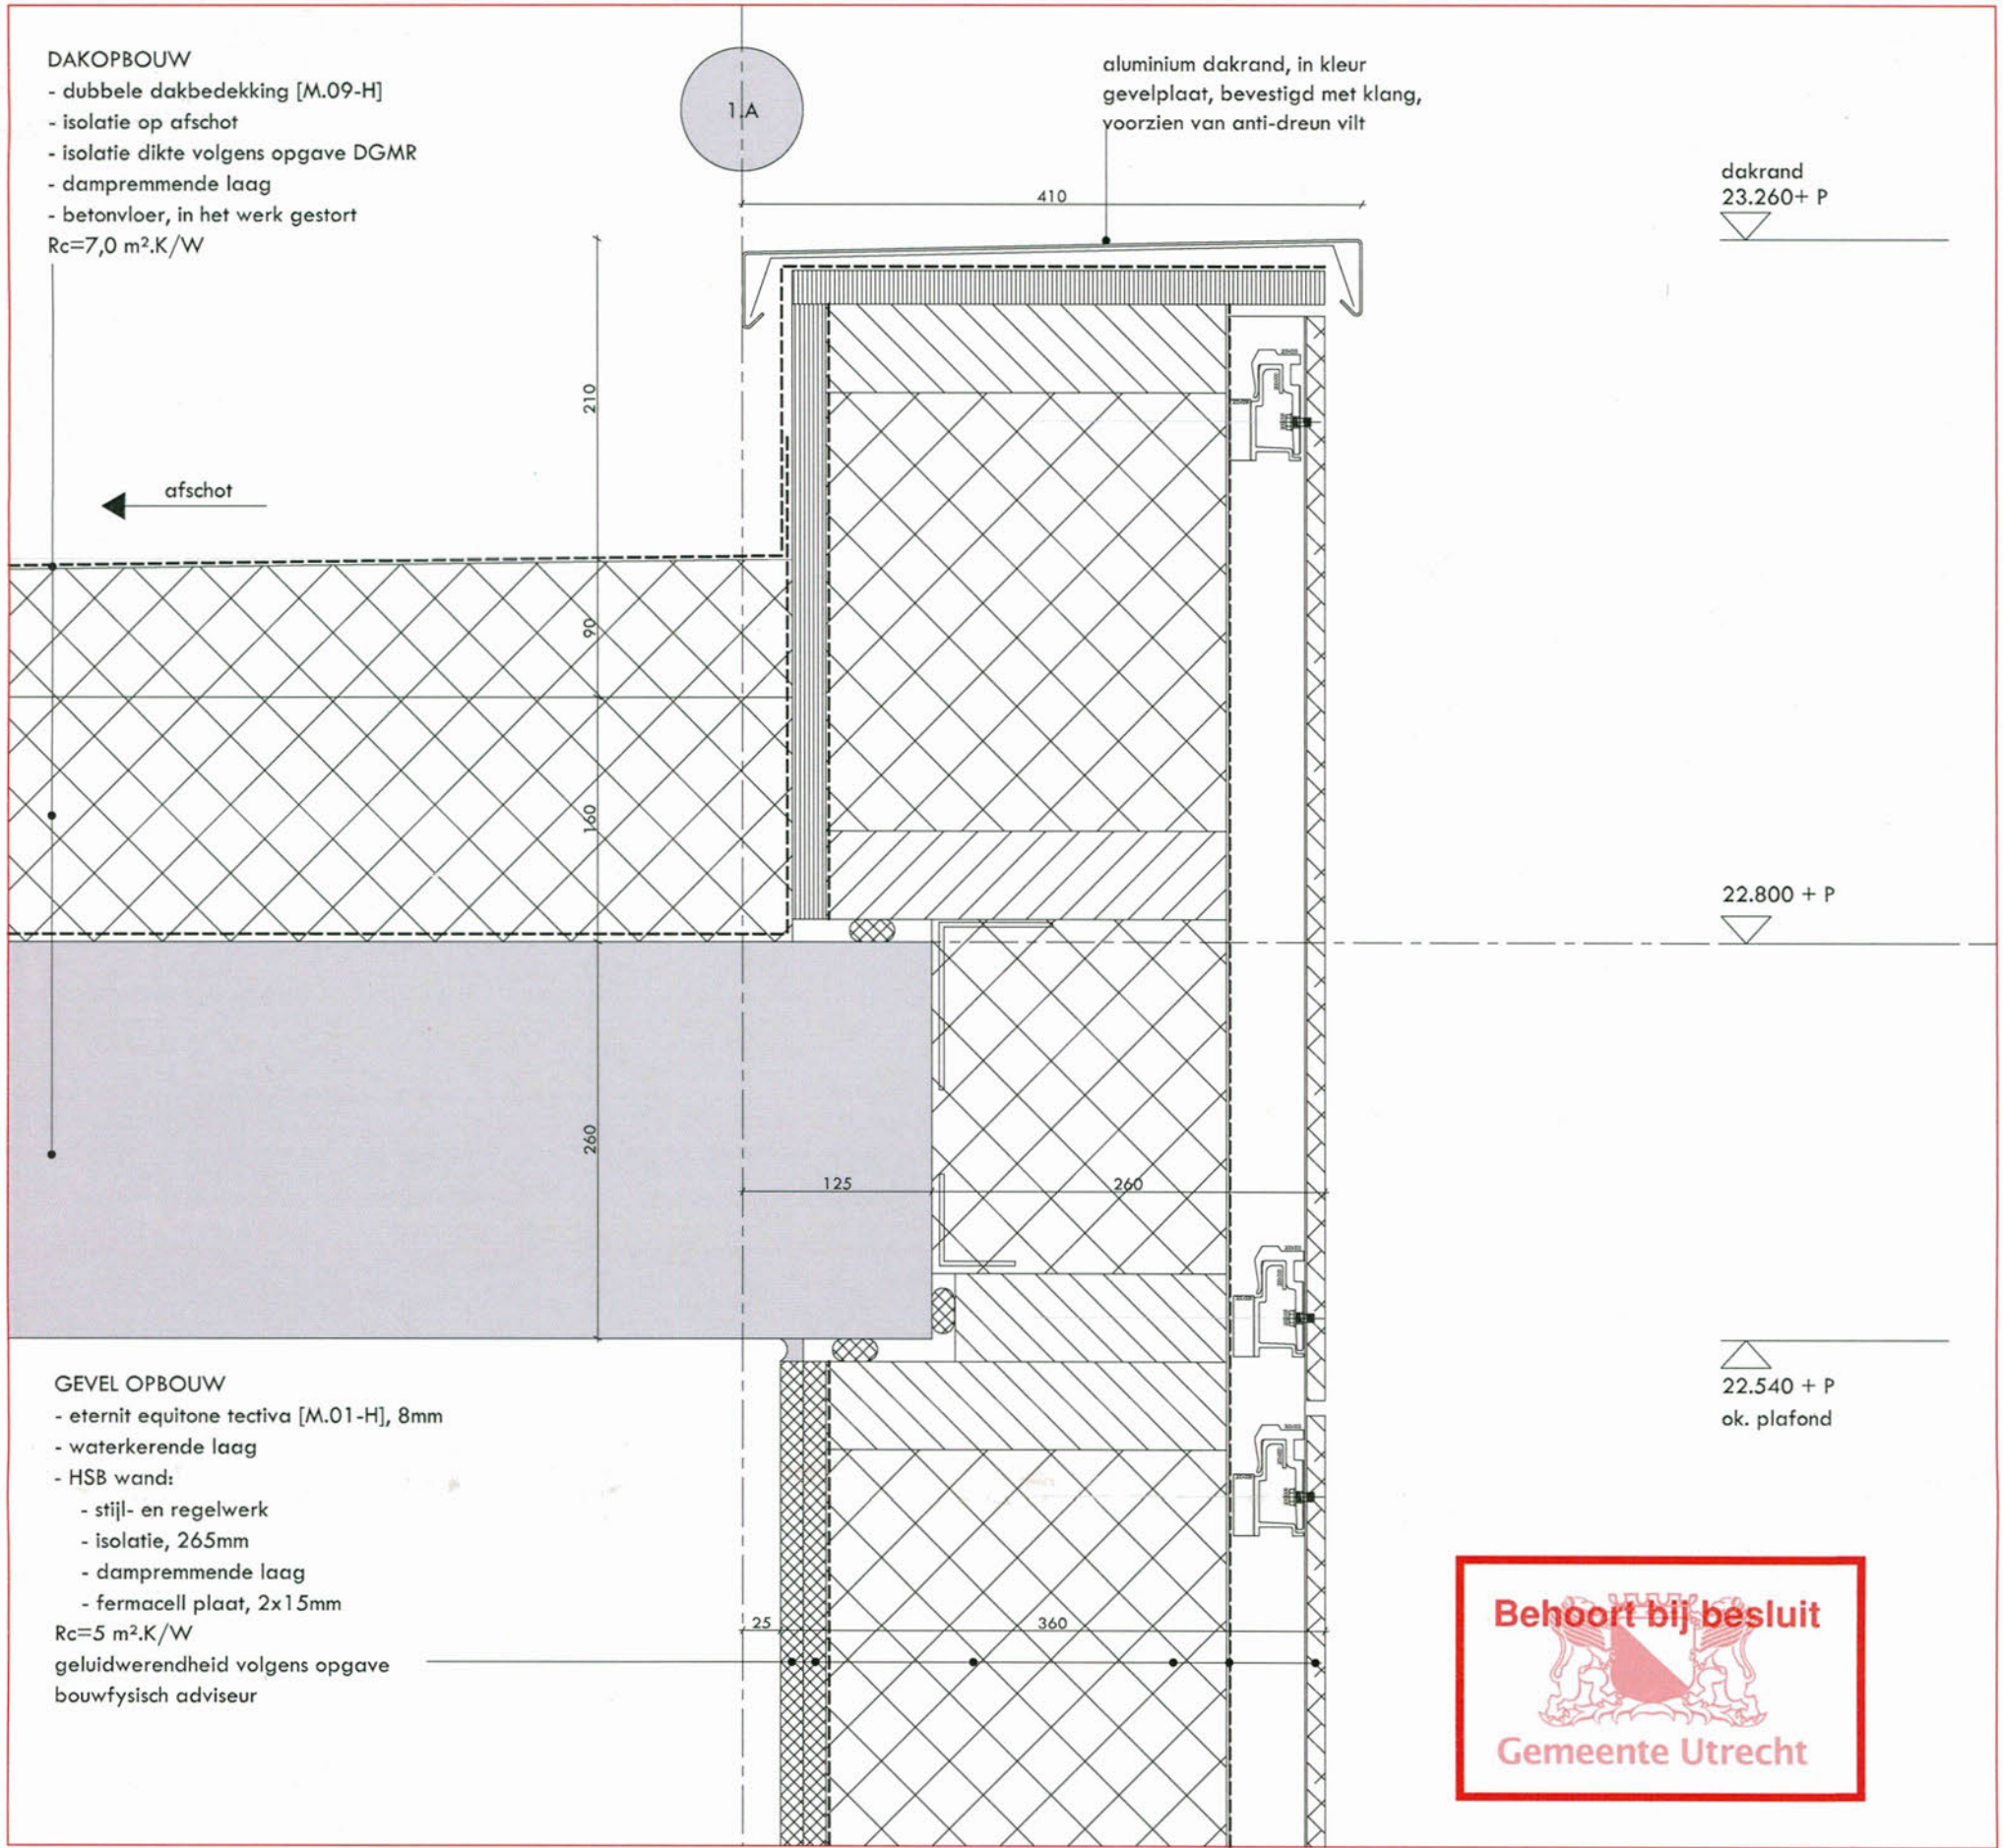 DAKOPBOUW
- dubbele dakbedekking [M.09-H]
- isolatie op afschot
- isolatie dikte volgens opgave DGMR
- dampremmende laag
- betonvloer, in het werk gestort
Rc=7,0 m².K/W
1.A
aluminium dakrand, in kleur
gevelplaat, bevestigd met klang,
voorzien van anti-dreun vilt
dakrand
23.260+ P
410
210
afschot
90
160
22.800 + P
260
125
260
22.540 + P
ok. plafond
GEVEL OPBOUW
- eternit equitone tectiva [M.01-H], 8mm
- waterkerende laag
- HSB wand:
- stijl- en regelwerk
- isolatie, 265mm
- dampremmende laag
- fermacell plaat, 2x15mm
Rc=5 m².K/W
geluidwerendheid volgens opgave
bouwfysisch adviseur
25
360
Behoort bij besluit
Gemeente Utrecht